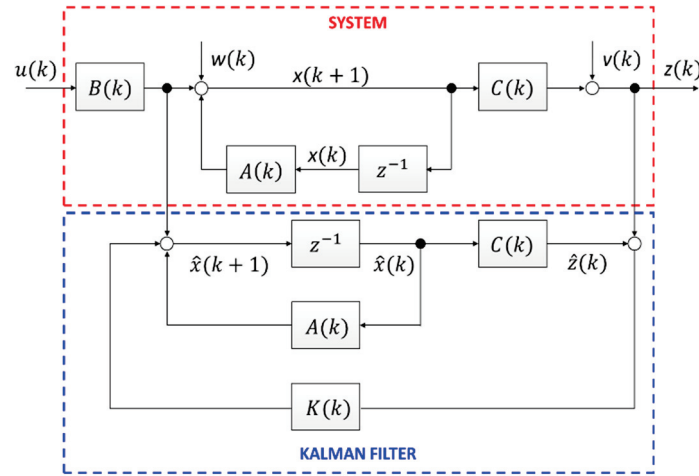 SYSTEM
u(k)
B(k)
w(k)
x(k + 1)
C(k)
v(k)
z(k)
A(k)
x(k)
z⁻¹
x̂(k + 1)
z⁻¹
x̂(k)
C(k)
ẑ(k)
A(k)
K(k)
KALMAN FILTER